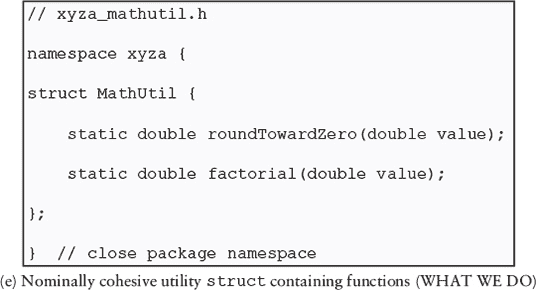 // xyza_mathutil.h
namespace xyza {
struct MathUtil {
static double roundTowardZero(double value);
static double factorial(double value);
};
}  // close package namespace
(e) Nominally cohesive utility struct containing functions (WHAT WE DO)